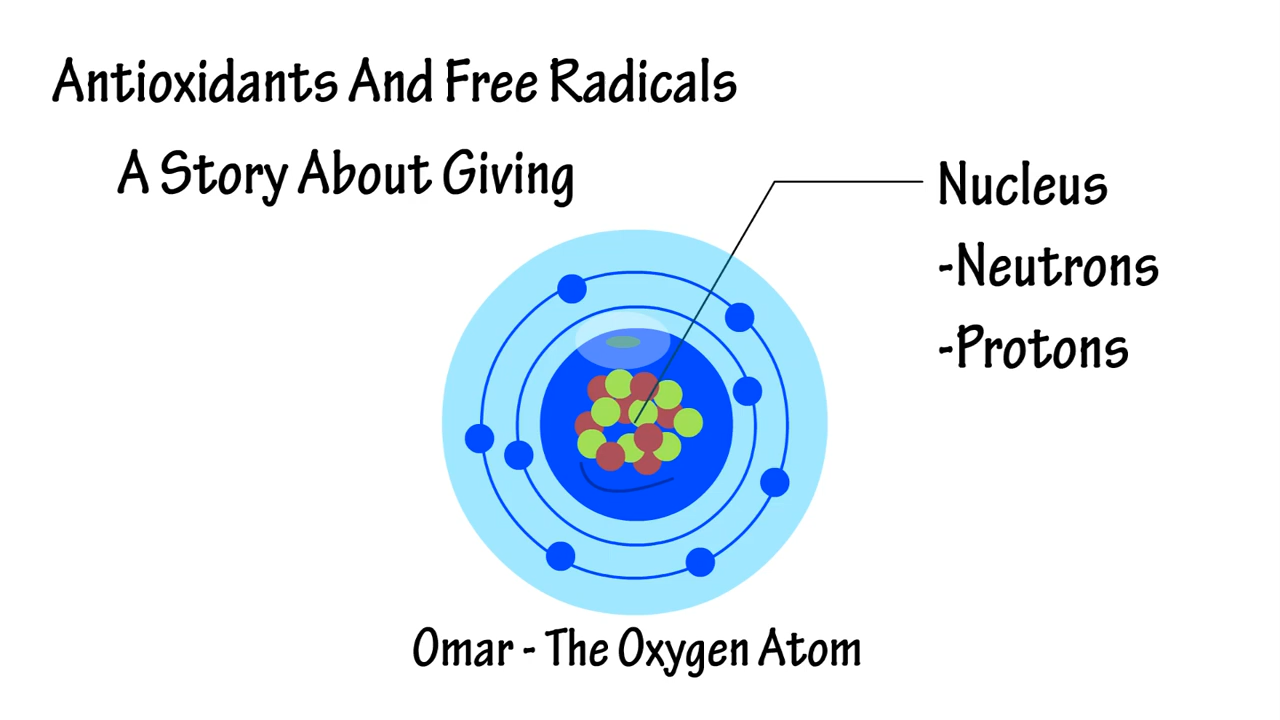 Antioxidants And Free Radicals
A Story About Giving
Nucleus
-Neutrons
-Protons
Omar - The Oxygen Atom